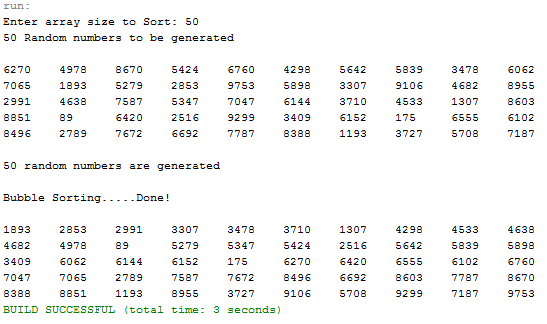 run:
Enter array size to Sort: 50
50 Random numbers to be generated
6270 4978 8670 5424 6760 4298 5642 5839 3478 6062
7065 1893 5279 2853 9753 5898 3307 9106 4682 8955
2991 4638 7587 5347 7047 6144 3710 4533 1307 8603
8851 89 6420 2516 9299 3409 6152 175 6555 6102
8496 2789 7672 6692 7787 8388 1193 3727 5708 7187
50 random numbers are generated
Bubble Sorting.....Done!
1893 2853 2991 3307 3478 3710 1307 4298 4533 4638
4682 4978 89 5279 5347 5424 2516 5642 5839 5898
3409 6062 6144 6152 175 6270 6420 6555 6102 6760
7047 7065 2789 7587 7672 8496 6692 8603 7787 8670
8388 8851 1193 8955 3727 9106 5708 9299 7187 9753
BUILD SUCCESSFUL (total time: 3 seconds)